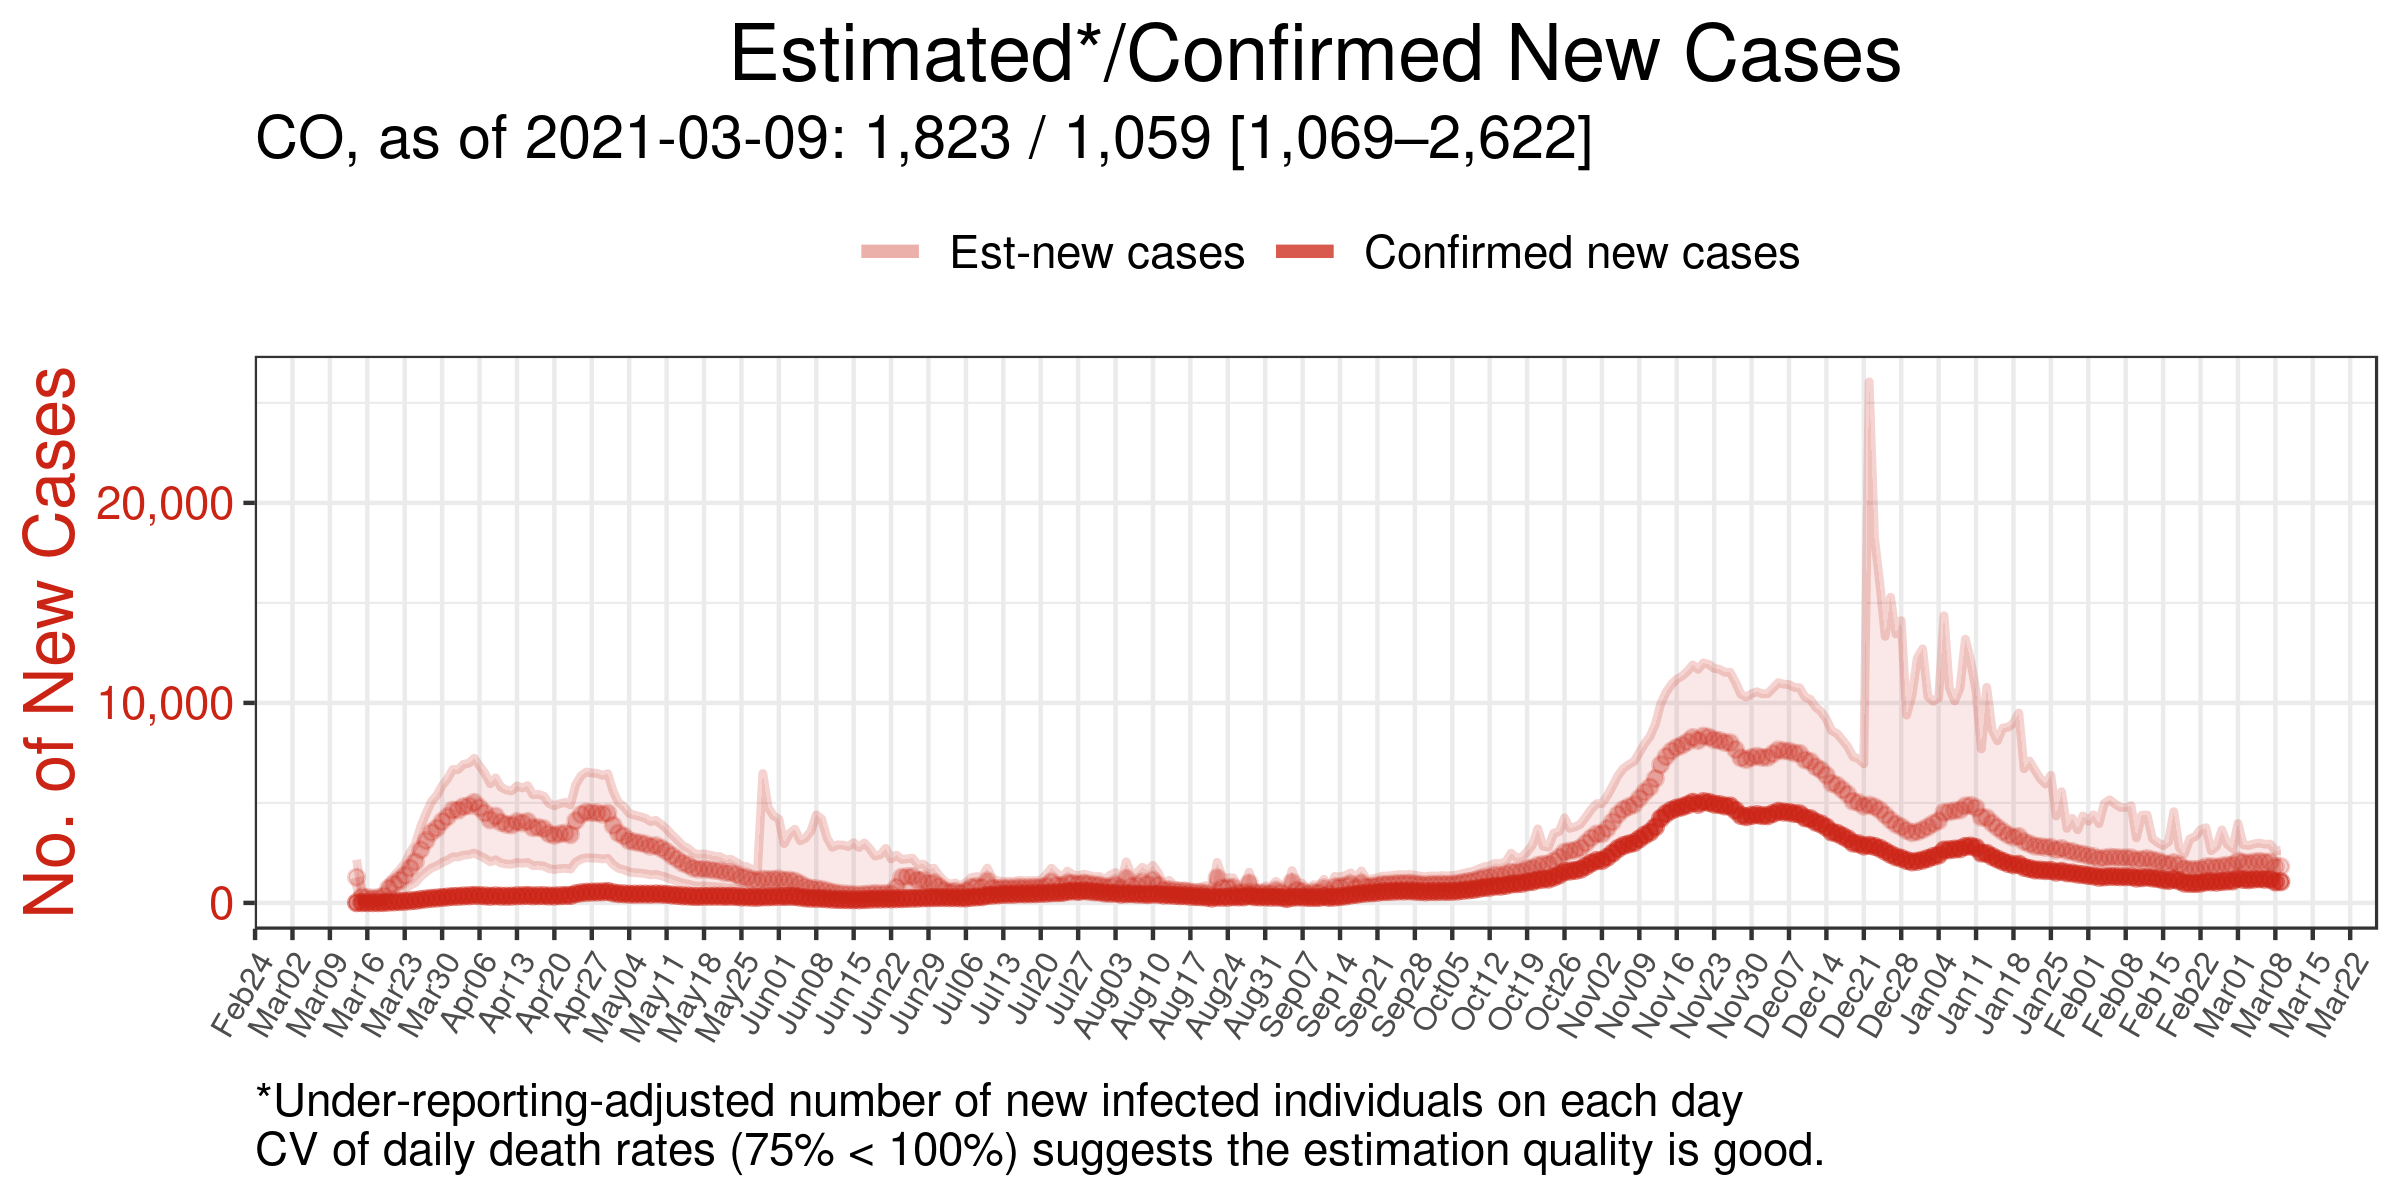 Estimated*/Confirmed New Cases
CO, as of 2021-03-09: 1,823 / 1,059 [1,069–2,622]
Est-new cases
Confirmed new cases
No. of New Cases
20,000
10,000
0
Feb24
Mar02
Mar09
Mar16
Mar23
Mar30
Apr06
Apr13
Apr20
Apr27
May04
May11
May18
May25
Jun01
Jun08
Jun15
Jun22
Jun29
Jul06
Jul13
Jul20
Jul27
Aug03
Aug10
Aug17
Aug24
Aug31
Sep07
Sep14
Sep21
Sep28
Oct05
Oct12
Oct19
Oct26
Nov02
Nov09
Nov16
Nov23
Nov30
Dec07
Dec14
Dec21
Dec28
Jan04
Jan11
Jan18
Jan25
Feb01
Feb08
Feb15
Feb22
Mar01
Mar08
Mar15
Mar22
*Under-reporting-adjusted number of new infected individuals on each day
CV of daily death rates (75% < 100%) suggests the estimation quality is good.